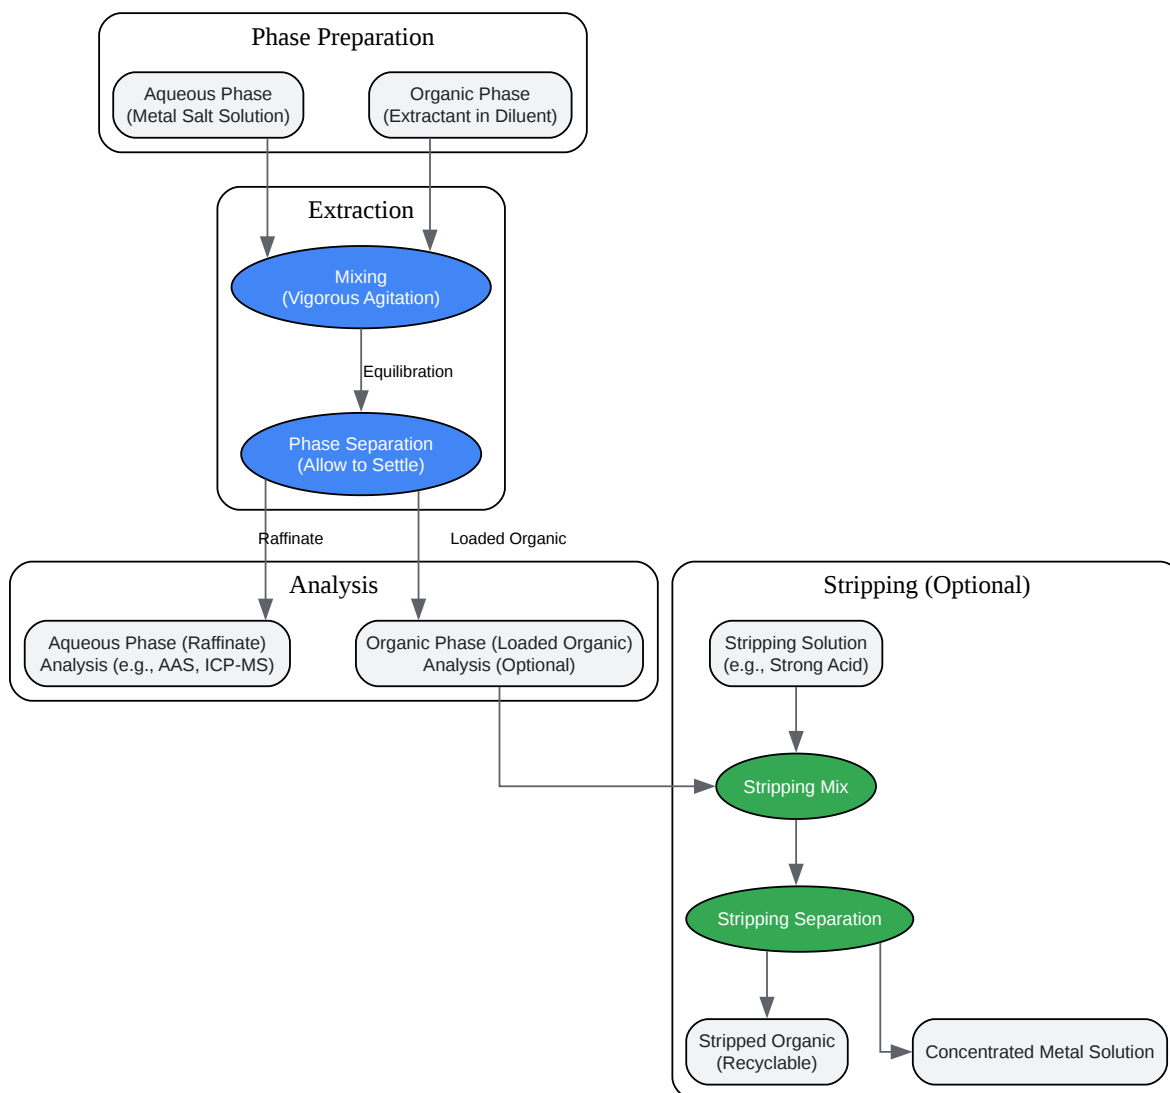 Phase Preparation
Aqueous Phase
(Metal Salt Solution)
Organic Phase
(Extractant in Diluent)
Extraction
Mixing
(Vigorous Agitation)
Equilibration
Phase Separation
(Allow to Settle)
Raffinate
Loaded Organic
Analysis
Aqueous Phase (Raffinate)
Analysis (e.g., AAS, ICP-MS)
Organic Phase (Loaded Organic)
Analysis (Optional)
Stripping (Optional)
Stripping Solution
(e.g., Strong Acid)
Stripping Mix
Stripping Separation
Stripped Organic
(Recyclable)
Concentrated Metal Solution